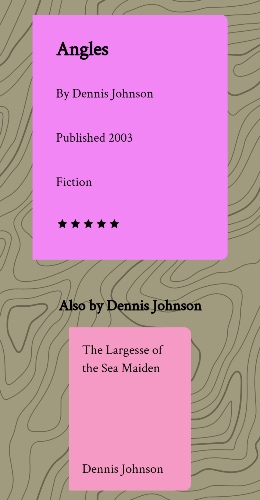 Angles
By Dennis Johnson
Published 2003
Fiction
★★★★★
Also by Dennis Johnson
The Largesse of
the Sea Maiden
Dennis Johnson